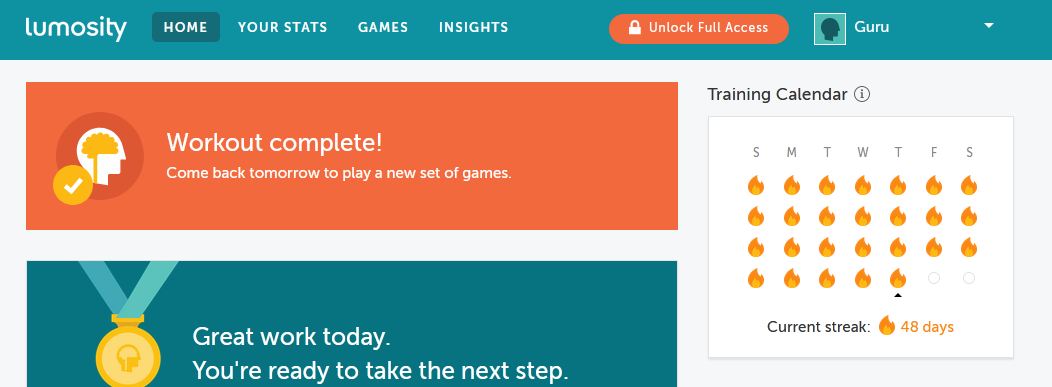 lumosity HOME YOUR STATS GAMES INSIGHTS Unlock Full Access Guru
Workout complete!
Come back tomorrow to play a new set of games.
Great work today.
You're ready to take the next step.
Training Calendar
S M T W T F S
Current streak: 48 days